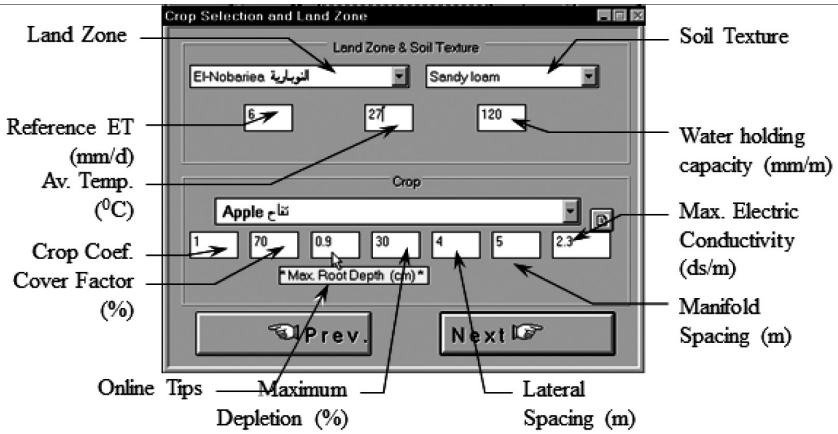 Crop Selection and Land Zone
Land Zone
Soil Texture
Land Zone & Soil Texture
El-Nobariea النوبارية
Sandy loam
6
27
120
Reference ET
(mm/d)
Av. Temp.
(⁰C)
Water holding
capacity (mm/m)
Crop
Apple تفاح
1
70
0.9
30
4
5
2.3
Max. Electric
Conductivity
(ds/m)
Crop Coef.
Cover Factor
(%)
*Max. Root Depth (cm)*
Manifold
Spacing (m)
Prev.
Next
Online Tips
Maximum
Depletion (%)
Lateral
Spacing (m)